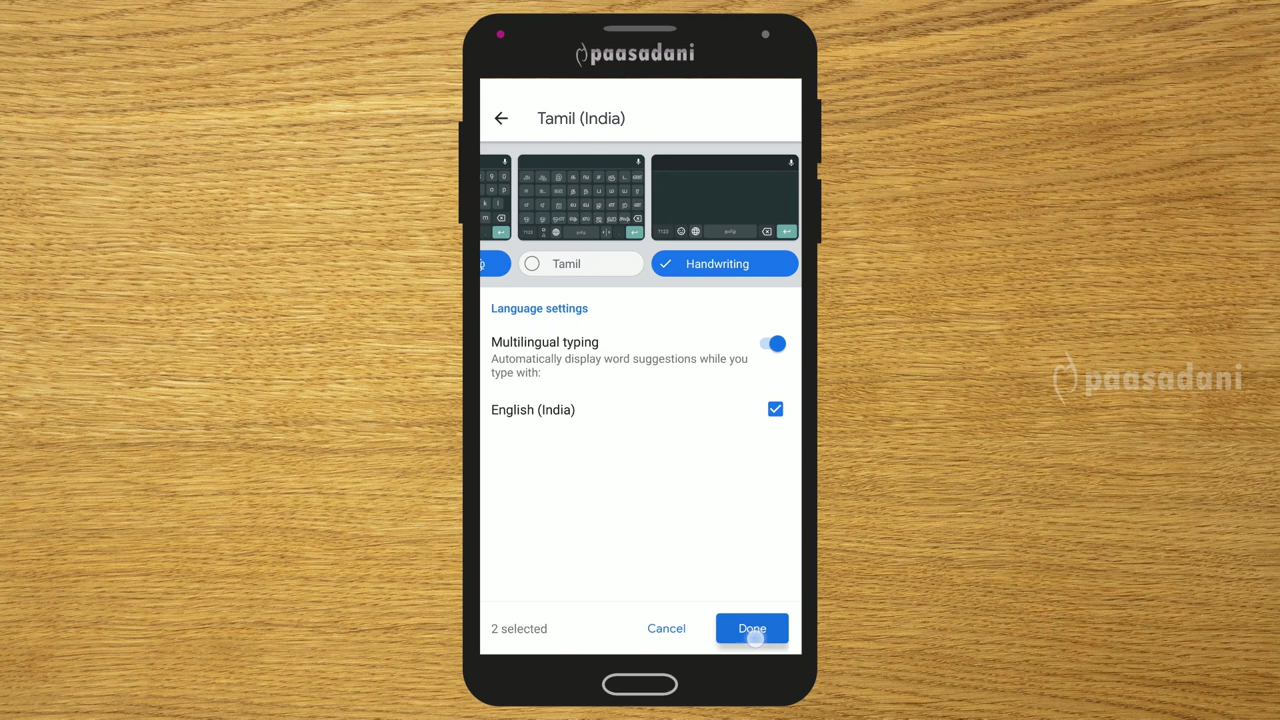 paasadani
Tamil (India)
Tamil
Handwriting
Language settings
Multilingual typing
Automatically display word suggestions while you
type with:
English (India)
2 selected
Cancel
Done
paasadani